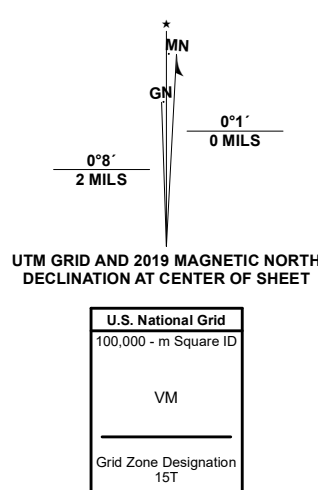 ★
MN
GN
0°1´
0 MILS
0°8´
2 MILS
UTM GRID AND 2019 MAGNETIC NORTH
DECLINATION AT CENTER OF SHEET
U.S. National Grid
100,000 - m Square ID
VM
Grid Zone Designation
15T